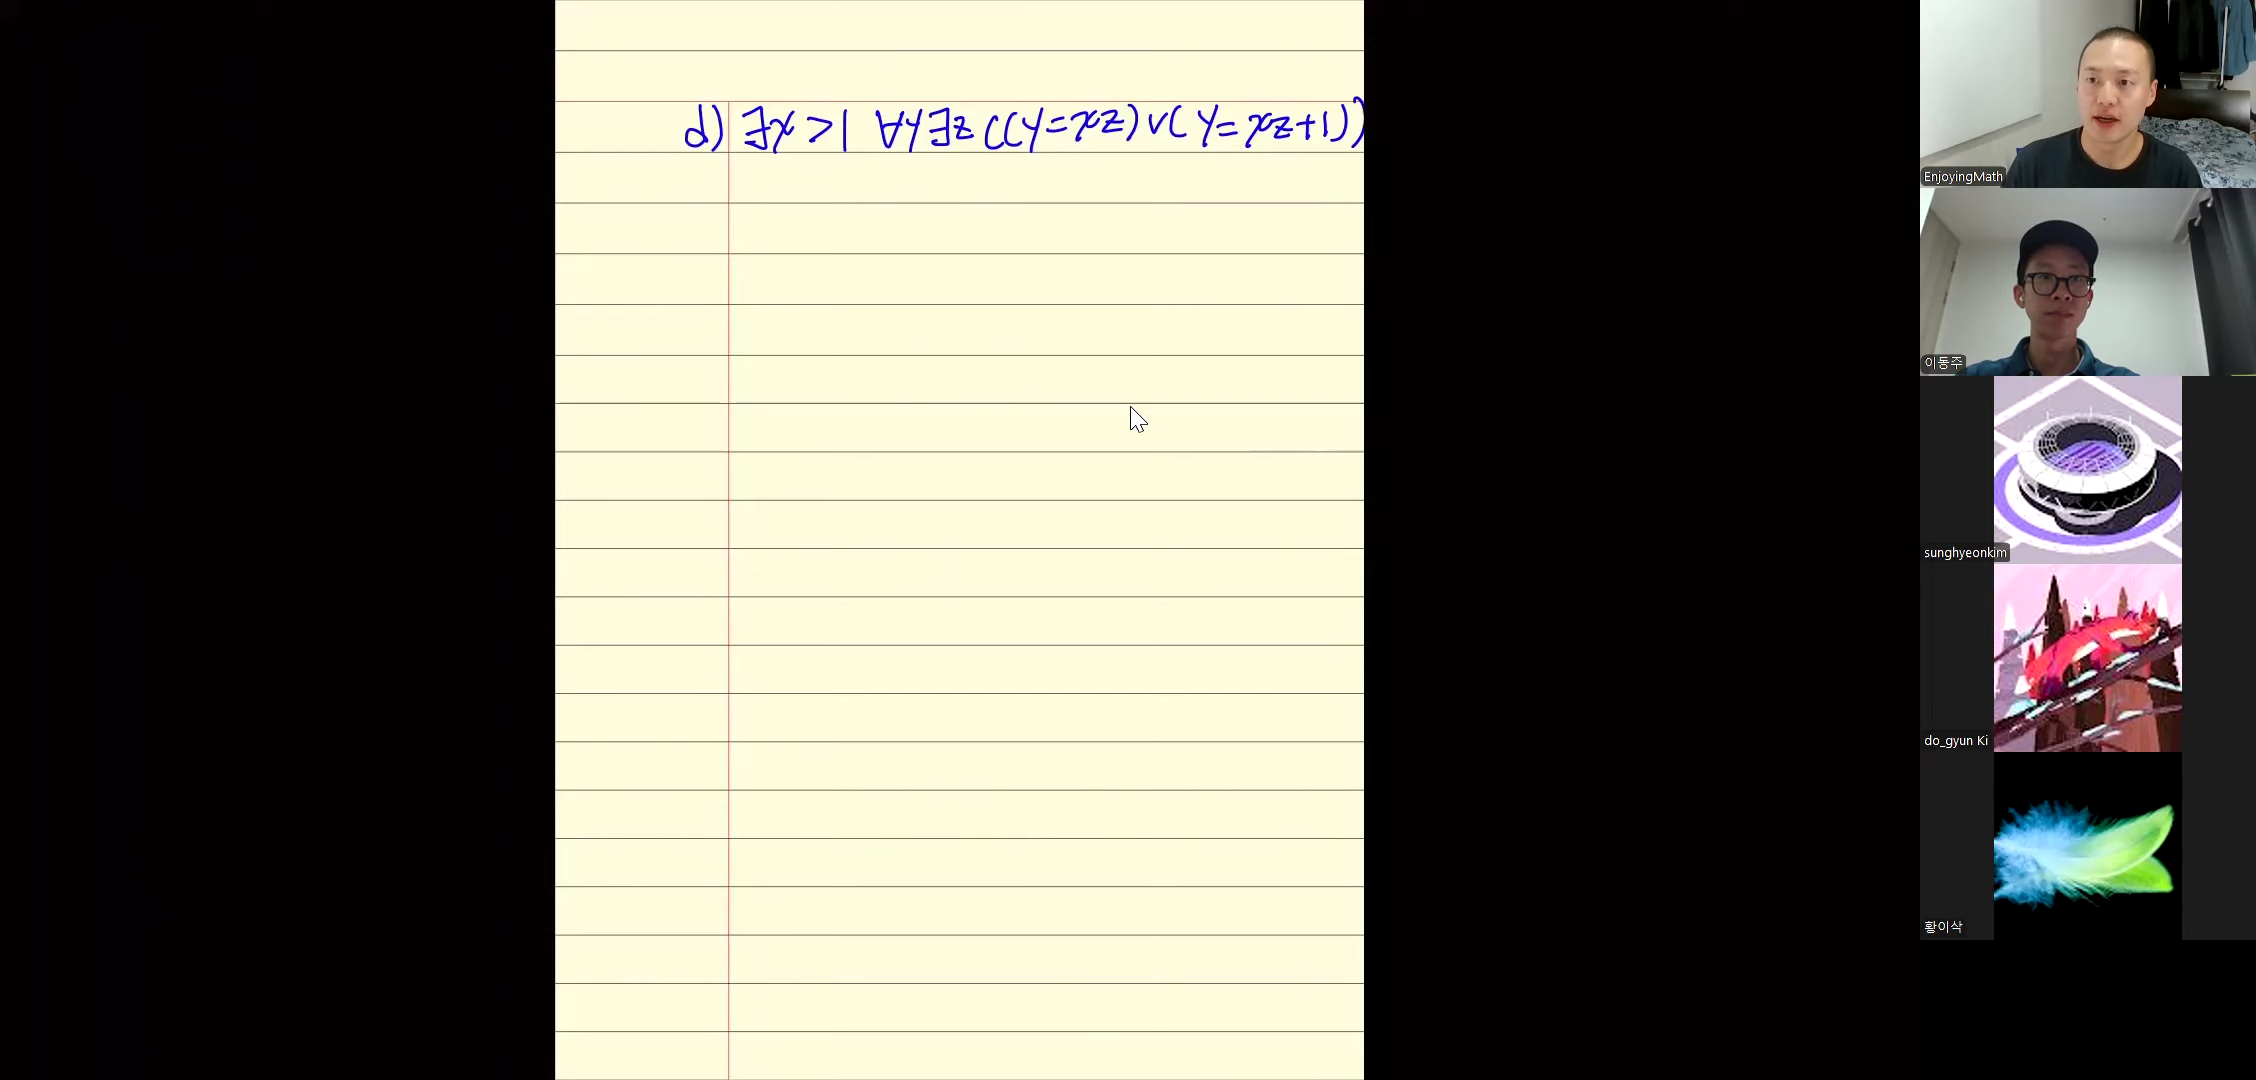 d) ∃x >1 ∀y∃z ((y=xz)∨(y=xz+1))
EnjoyingMath
이동주
sunghyeonkim
do_gyun Ki
황이삭